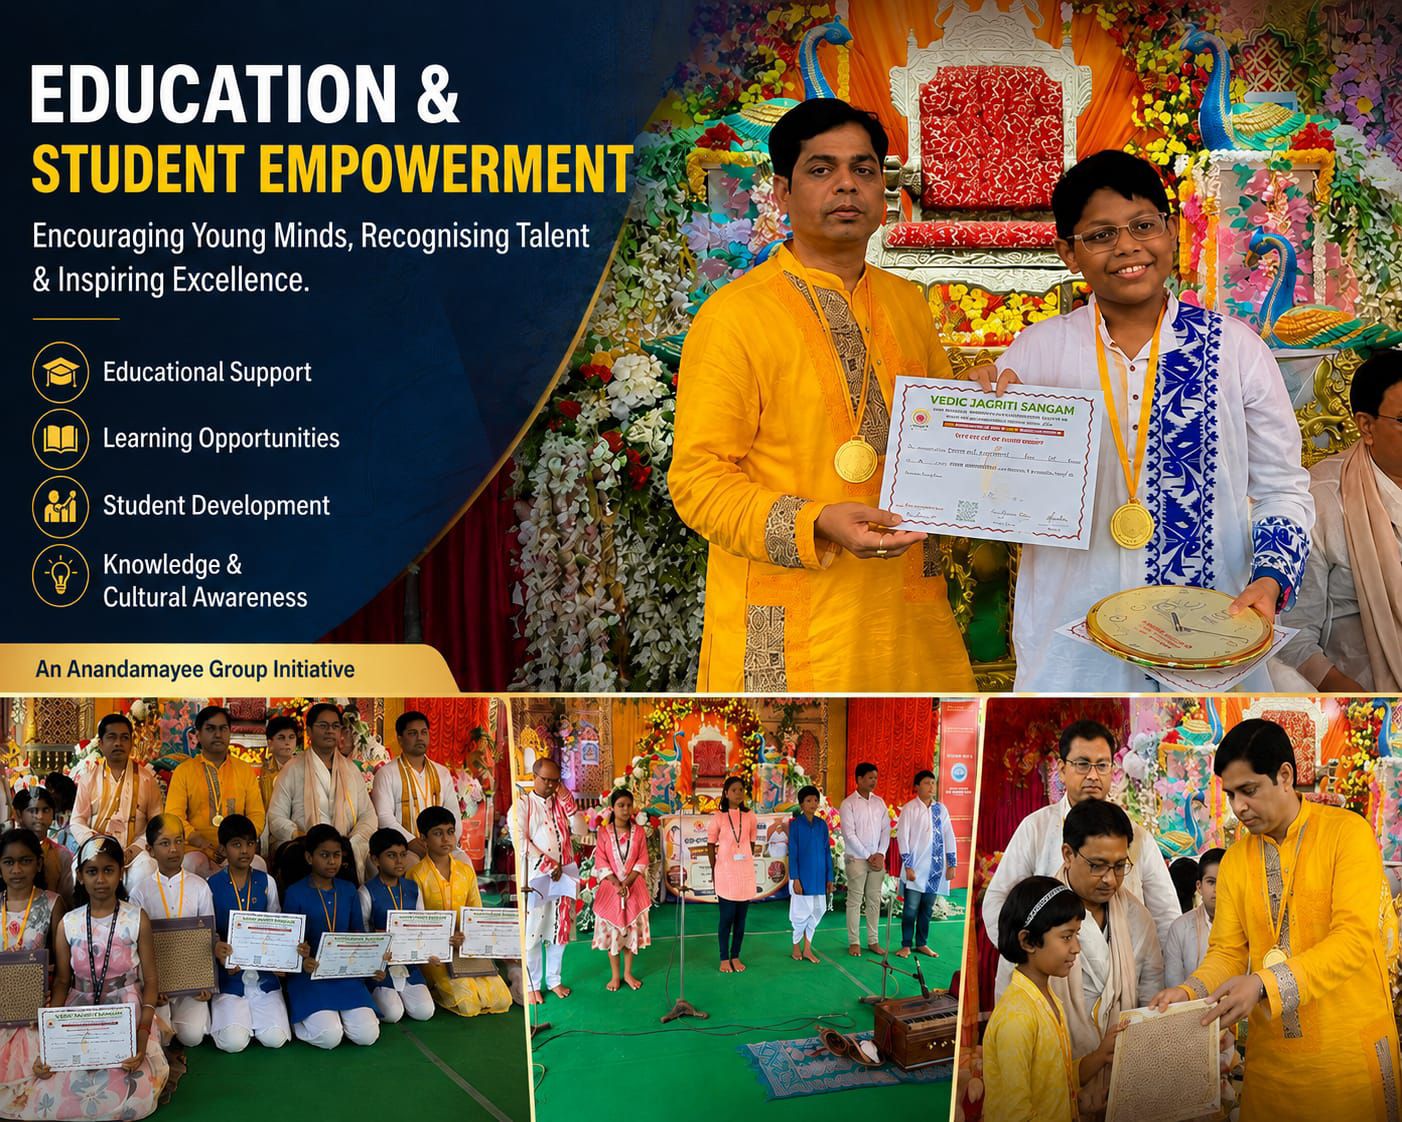 EDUCATION &
STUDENT EMPOWERMENT
Encouraging Young Minds, Recognising Talent
& Inspiring Excellence.
Educational Support
Learning Opportunities
Student Development
Knowledge &
Cultural Awareness
An Anandamayee Group Initiative
VEDIC JAGRITI SANGAM